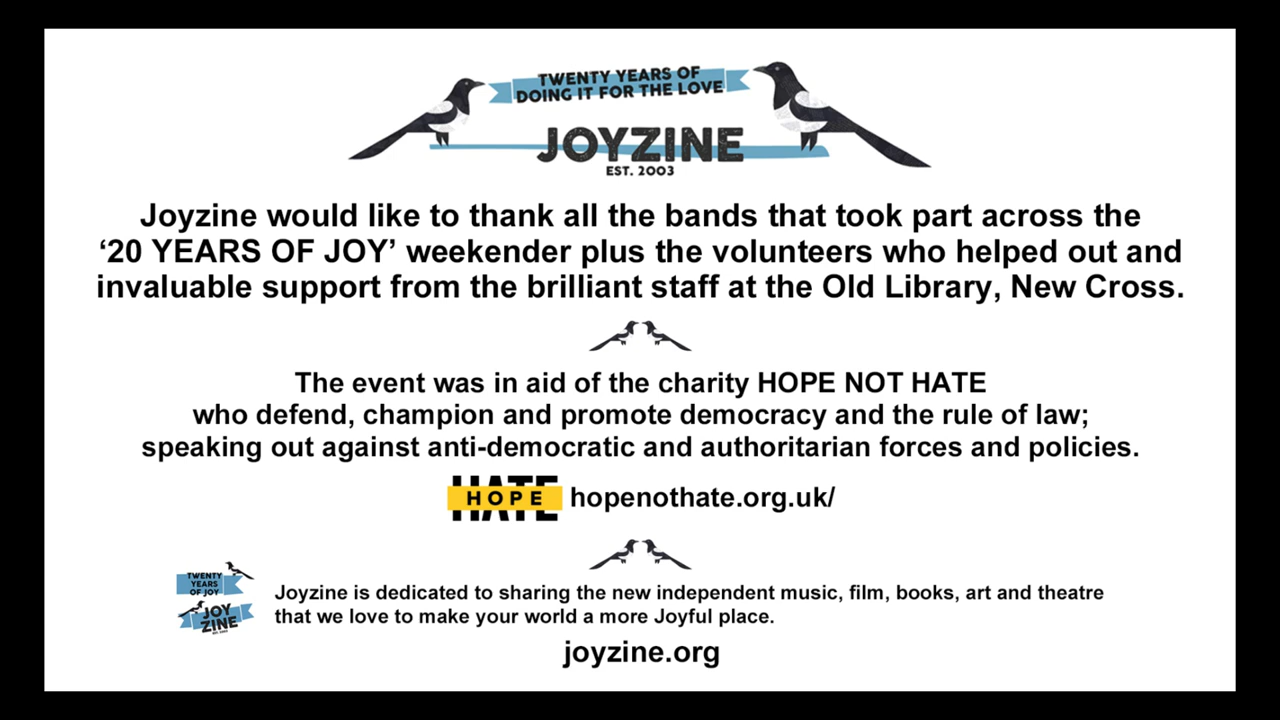 TWENTY YEARS OF
DOING IT FOR THE LOVE
JOYZINE
EST. 2003
Joyzine would like to thank all the bands that took part across the
‘20 YEARS OF JOY’ weekender plus the volunteers who helped out and
invaluable support from the brilliant staff at the Old Library, New Cross.
The event was in aid of the charity HOPE NOT HATE
who defend, champion and promote democracy and the rule of law;
speaking out against anti-democratic and authoritarian forces and policies.
HATE
HOPE
hopenothate.org.uk/
TWENTY
YEARS
OF JOY
JOY
ZINE
EST. 2003
Joyzine is dedicated to sharing the new independent music, film, books, art and theatre
that we love to make your world a more Joyful place.
joyzine.org